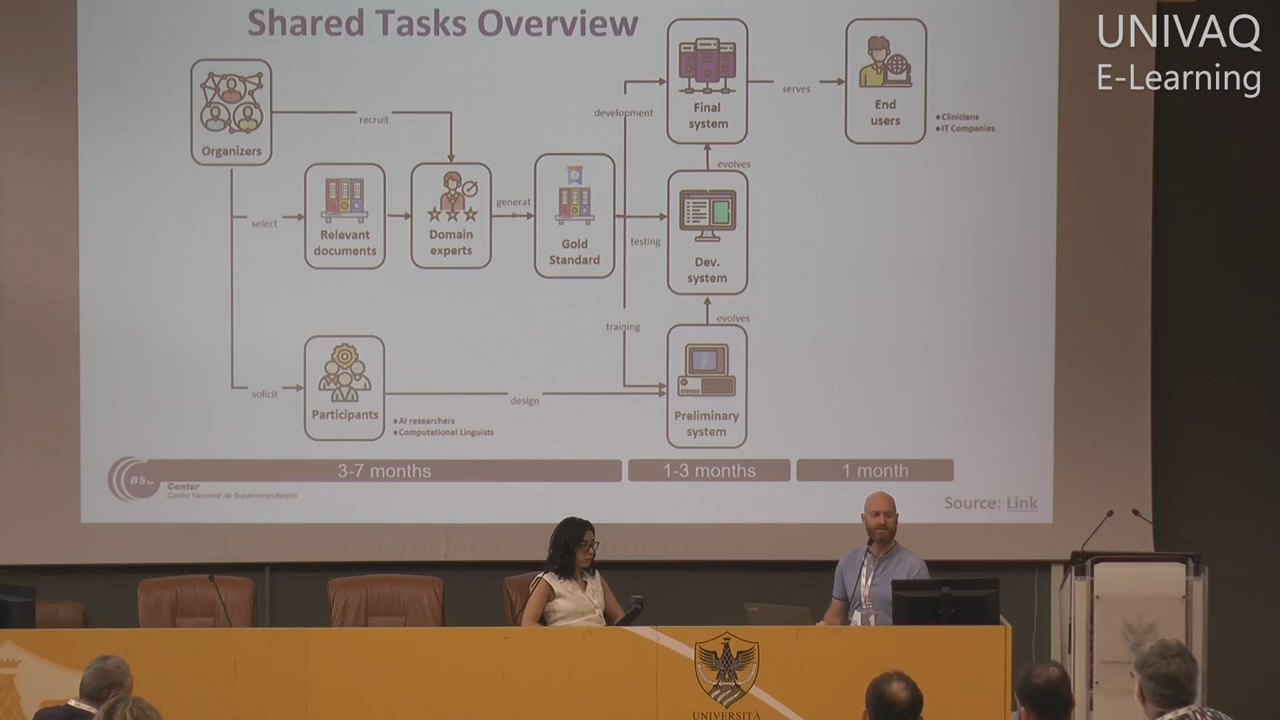 Shared Tasks Overview
UNIVAQ
E-Learning
Organizers
recruit
select
Relevant
documents
Domain
experts
generat
Gold
Standard
development
testing
training
Final
system
serves
End
users
Clinicians
IT Companies
evolves
Dev.
system
evolves
Preliminary
system
solicit
Participants
AI researchers
Computational Linguists
design
3-7 months
1-3 months
1 month
BSC
Center
Centro Nacional de Supercomputación
Source: Link
UNIVERSITÀ